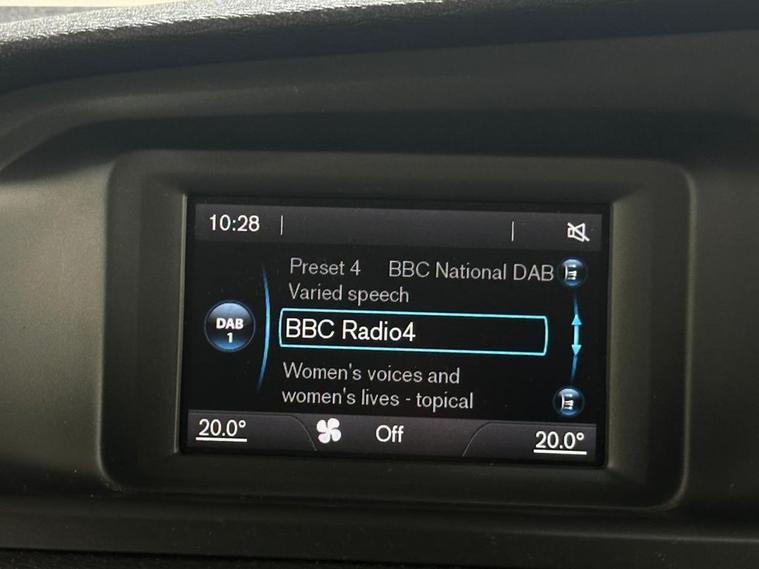 10:28
Preset 4 BBC National DAB
Varied speech
DAB
1
BBC Radio4
Women's voices and
women's lives - topical
20.0° Off 20.0°